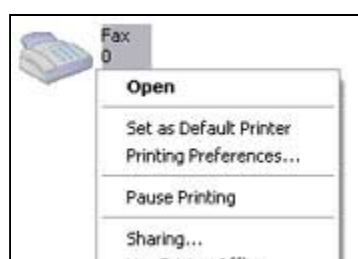 Fax
0
Open
Set as Default Printer
Printing Preferences...
Pause Printing
Sharing...